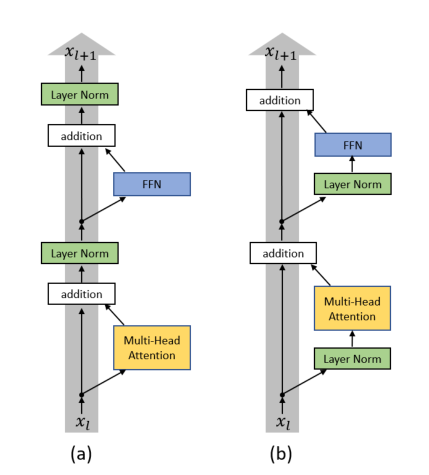 x_{l+1}
Layer Norm
addition
FFN
Layer Norm
addition
Multi-Head
Attention
x_l
(a)
x_{l+1}
addition
FFN
Layer Norm
addition
Multi-Head
Attention
Layer Norm
x_l
(b)